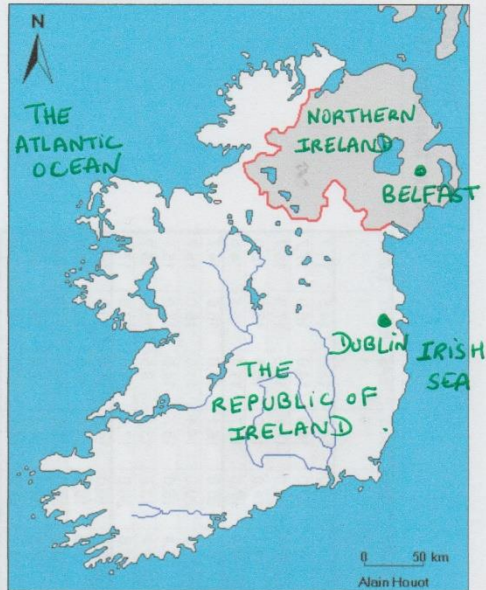 N
THE
ATLANTIC
OCEAN
NORTHERN
IRELAND
BELFAST
DUBLIN
IRISH
SEA
THE
REPUBLIC OF
IRELAND
0 50 km
Alain Houot